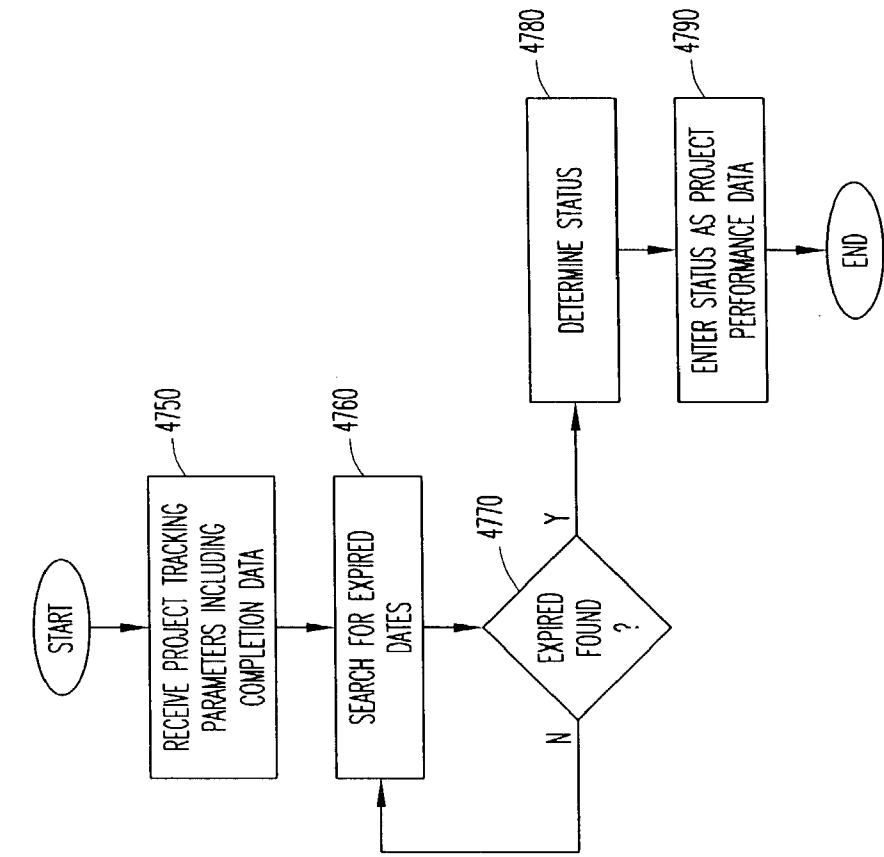 START
4750
RECEIVE PROJECT TRACKING
PARAMETERS INCLUDING
COMPLETION DATA
4760
SEARCH FOR EXPIRED
DATES
4770
EXPIRED
FOUND
?
N
Y
4780
DETERMINE STATUS
4790
ENTER STATUS AS PROJECT
PERFORMANCE DATA
END